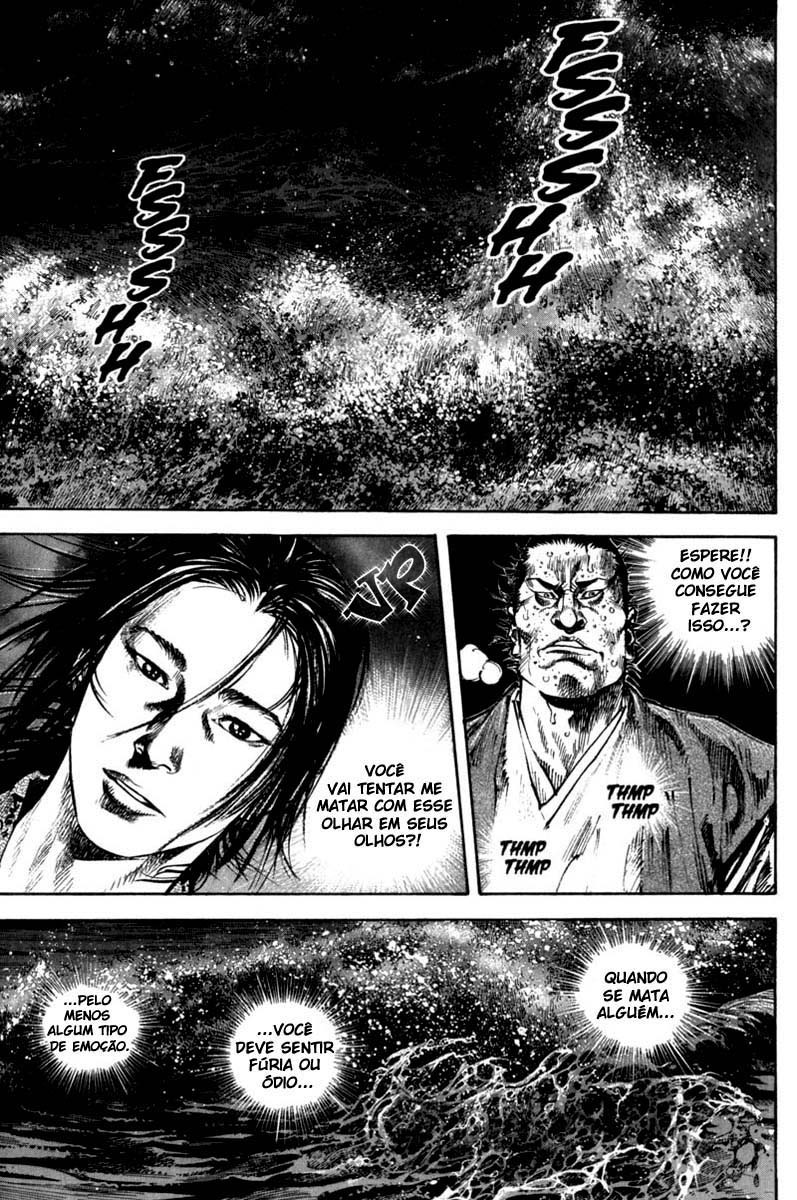 FSSSHH
FSSSHH
ESPERE!!
COMO VOCÊ
CONSEGUE
FAZER
ISSO...?
THMP
THMP
THMP
THMP
VP
VOCÊ
VAI TENTAR ME
MATAR COM ESSE
OLHAR EM SEUS
OLHOS?!
QUANDO
SE MATA
ALGUÉM...
...VOCÊ
DEVE SENTIR
FÚRIA OU
ÓDIO...
...PELO
MENOS
ALGUM TIPO
DE EMOÇÃO.